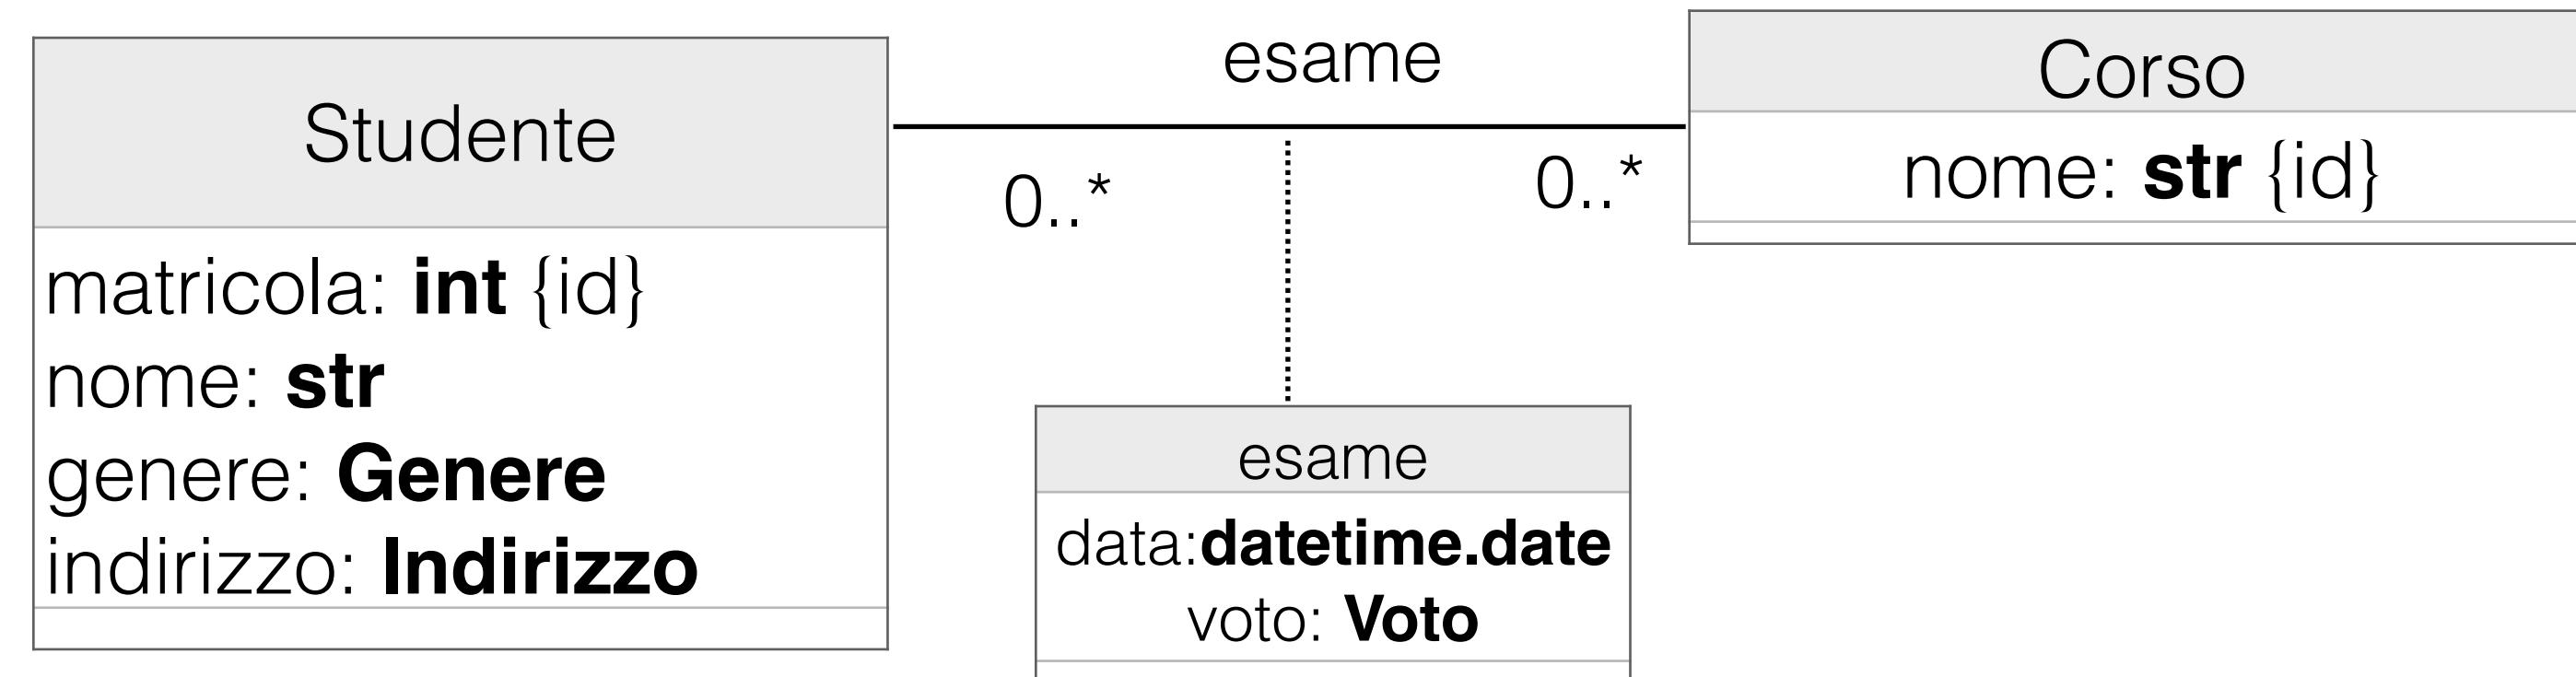 Studente
matricola: int {id}
nome: str
genere: Genere
indirizzo: Indirizzo
esame
0..*
0..*
Corso
nome: str {id}
esame
data:datetime.date
voto: Voto